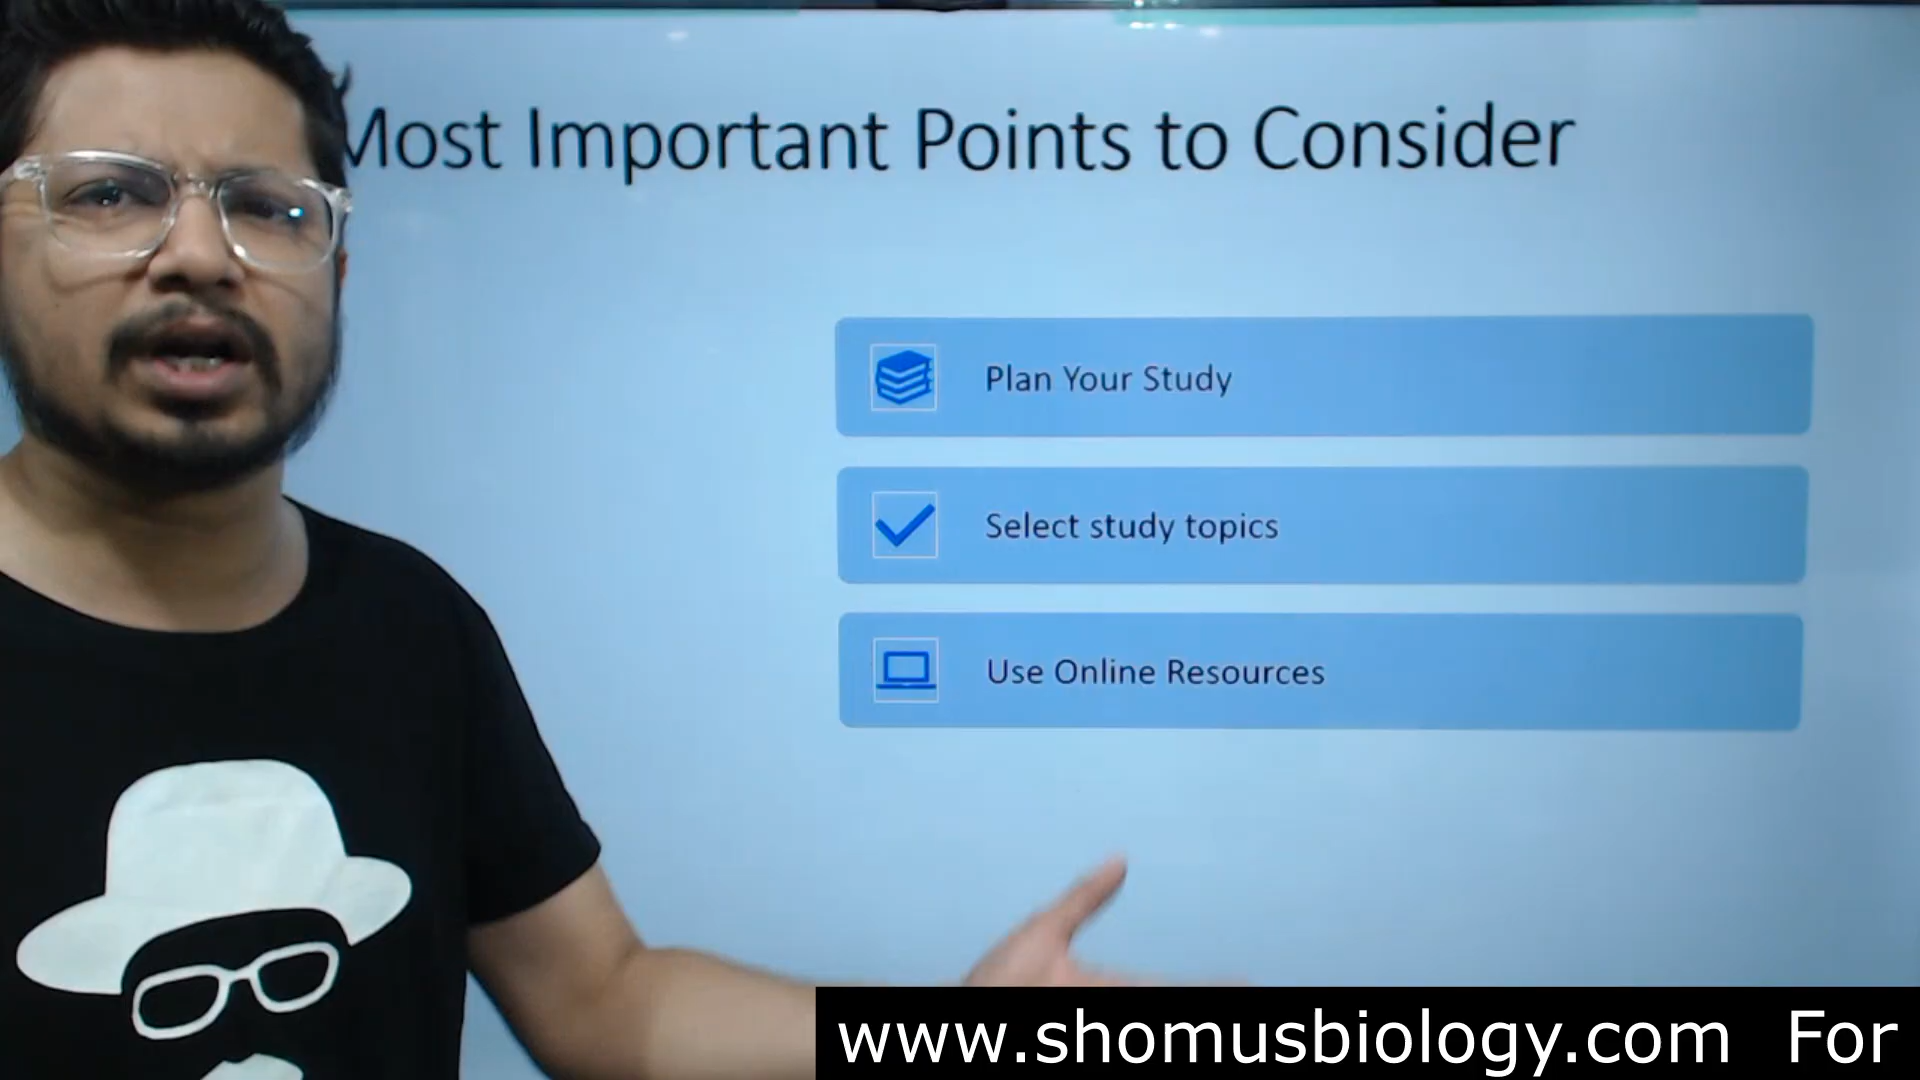 Most Important Points to Consider
Plan Your Study
Select study topics
Use Online Resources
www.shomusbiology.com For